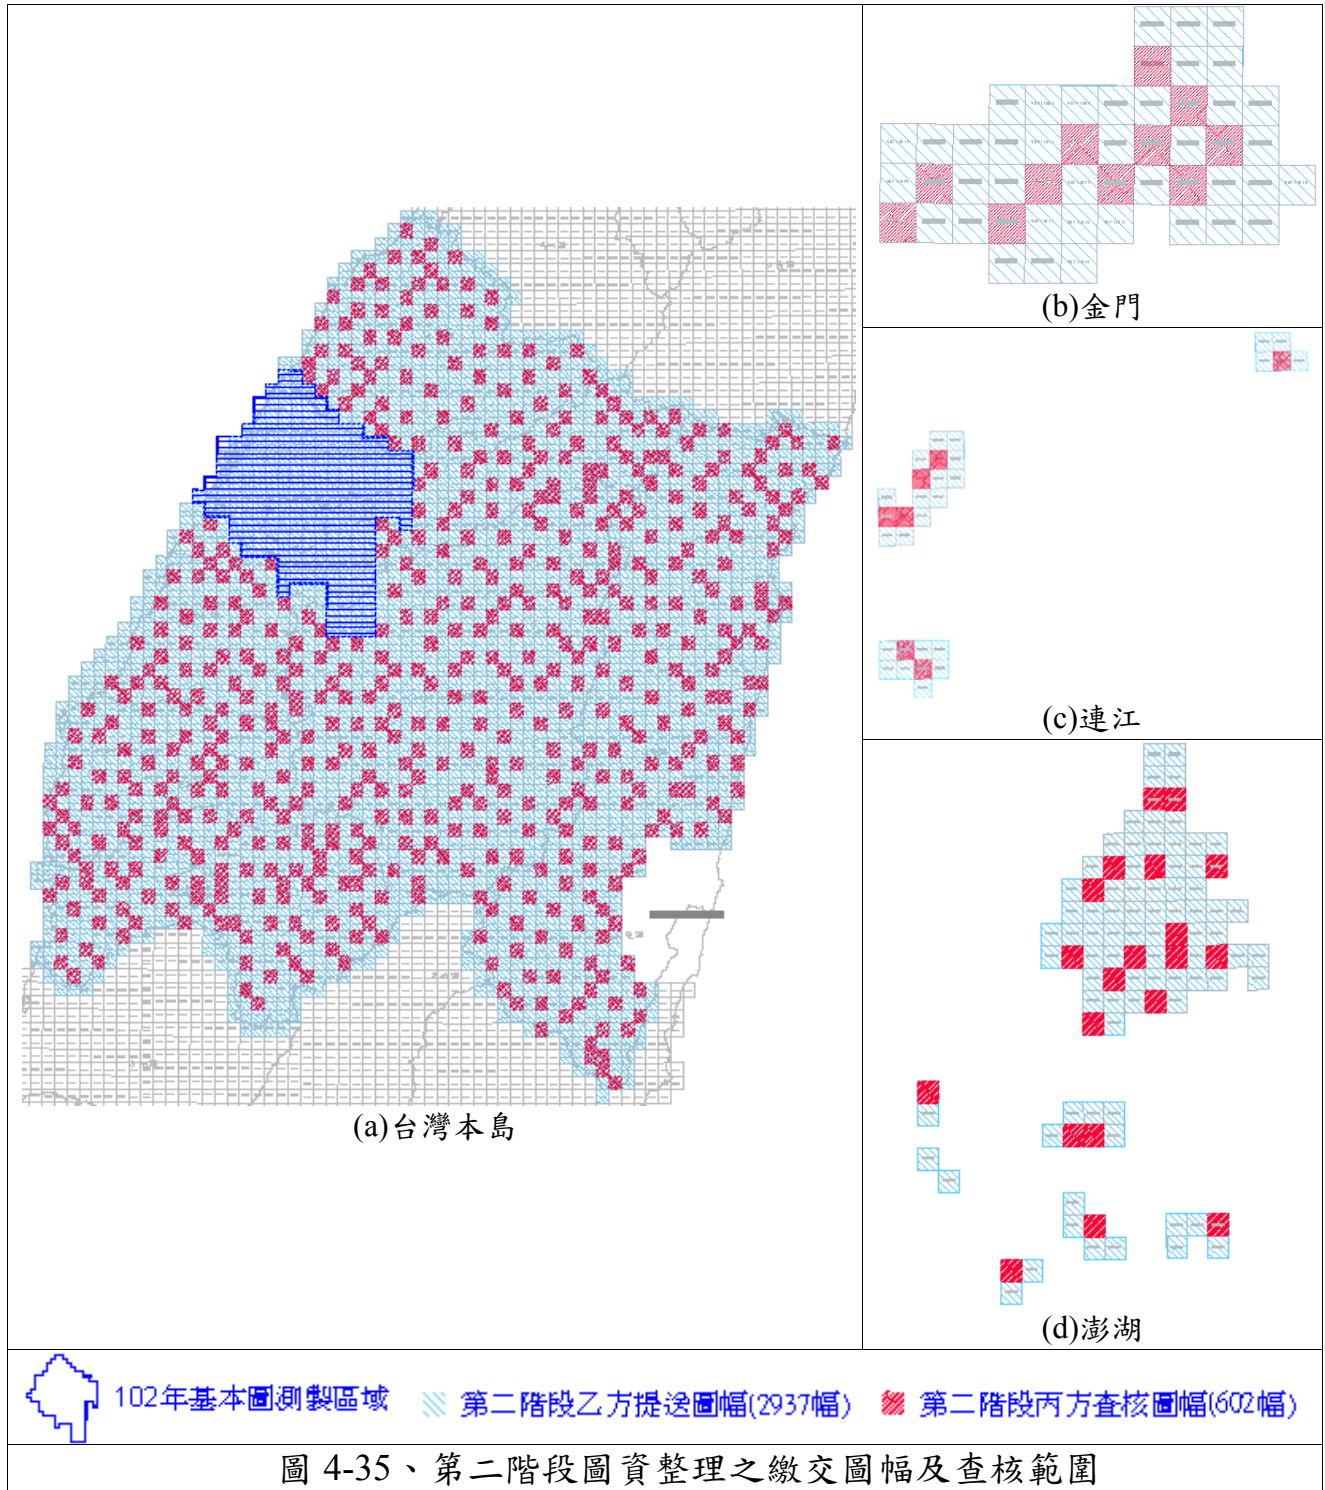 (a)台灣本島
(b)金門
(c)連江
(d)澎湖
102年基本圖測製區域
第二階段乙方提送圖幅(2937幅)
第二階段丙方查核圖幅(602幅)
圖 4-35、第二階段圖資整理之繳交圖幅及查核範圍